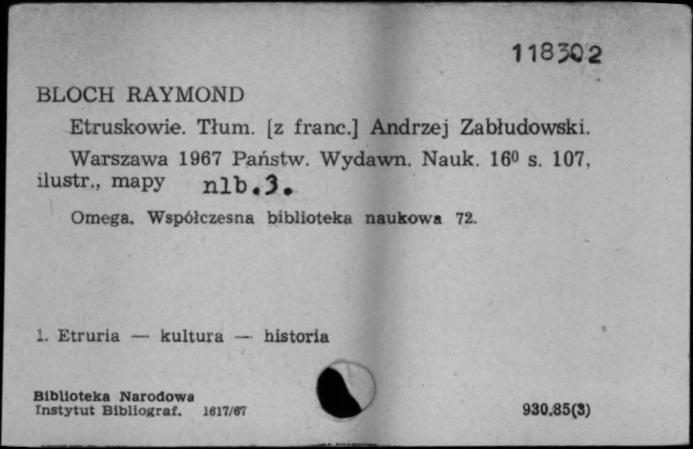 118302
BLOCH RAYMOND
Etruskowie. Tłum. [z franc.] Andrzej Zabłudowski.
Warszawa 1967 Państw. Wydawn. Nauk. 16⁰ s. 107,
ilustr., mapy nlb.3.
Omega. Współczesna biblioteka naukowa 72.
1. Etruria — kultura — historia
Biblioteka Narodowa
Instytut Bibliograf. 1617/67
930.85(3)